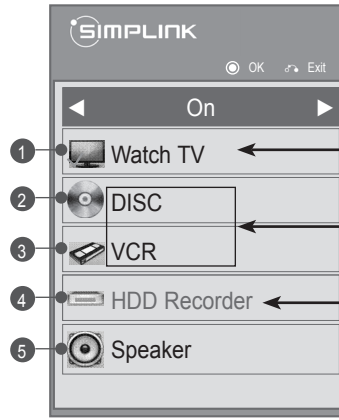 SIMPLINK
OK Exit
On
1 Watch TV
2 DISC
3 VCR
4 HDD Recorder
5 Speaker